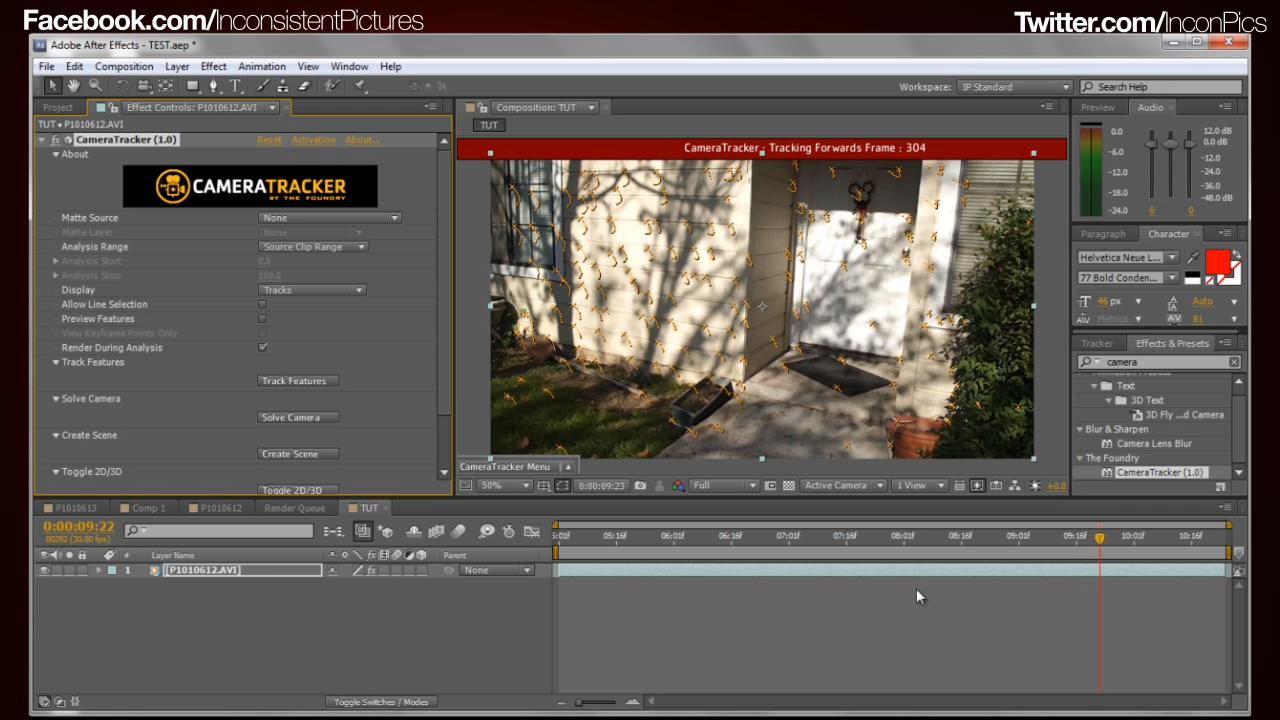 Facebook.com/InconsistentPictures
Twitter.com/InconPics
Adobe After Effects - TEST.aep *
File Edit Composition Layer Effect Animation View Window Help
Workspace: IP Standard Search Help
Project Effect Controls: P1010612.AVI
Composition: TUT
Preview Audio
TUT • P1010612.AVI
TUT
CameraTracker (1.0) Reset Activation About...
About
CAMERATRACKER
BY THE FOUNDRY
Matte Source None
Matte Layer None
Analysis Range Source Clip Range
Analysis Start 0.0
Analysis Stop 100.0
Display Tracks
Allow Line Selection
Preview Features
View Keyframe Points Only
Render During Analysis
Track Features
Track Features
Solve Camera
Solve Camera
Create Scene
Create Scene
Toggle 2D/3D
Toggle 2D/3D
CameraTracker : Tracking Forwards Frame : 304
CameraTracker Menu
50% 0:00:09:23 Full Active Camera 1 View +0.0
0.0 12.0 dB
-6.0 0.0 dB
-12.0 -12.0
-18.0 -24.0
-24.0 -36.0
-48.0 dB
0 0
Paragraph Character
Helvetica Neue L...
77 Bold Conden...
46 px Auto
Metrics 81
Tracker Effects & Presets
camera
Text
3D Text
3D Fly ...d Camera
Blur & Sharpen
Camera Lens Blur
The Foundry
CameraTracker (1.0)
P1010613 Comp 1 P1010612 Render Queue TUT
0:00:09:22
00292 (30.00 fps)
# Layer Name Parent
1 [P1010612.AVI] None
5:01f 05:16f 06:01f 06:16f 07:01f 07:16f 08:01f 08:16f 09:01f 09:16f 10:01f 10:16f
Toggle Switches / Modes